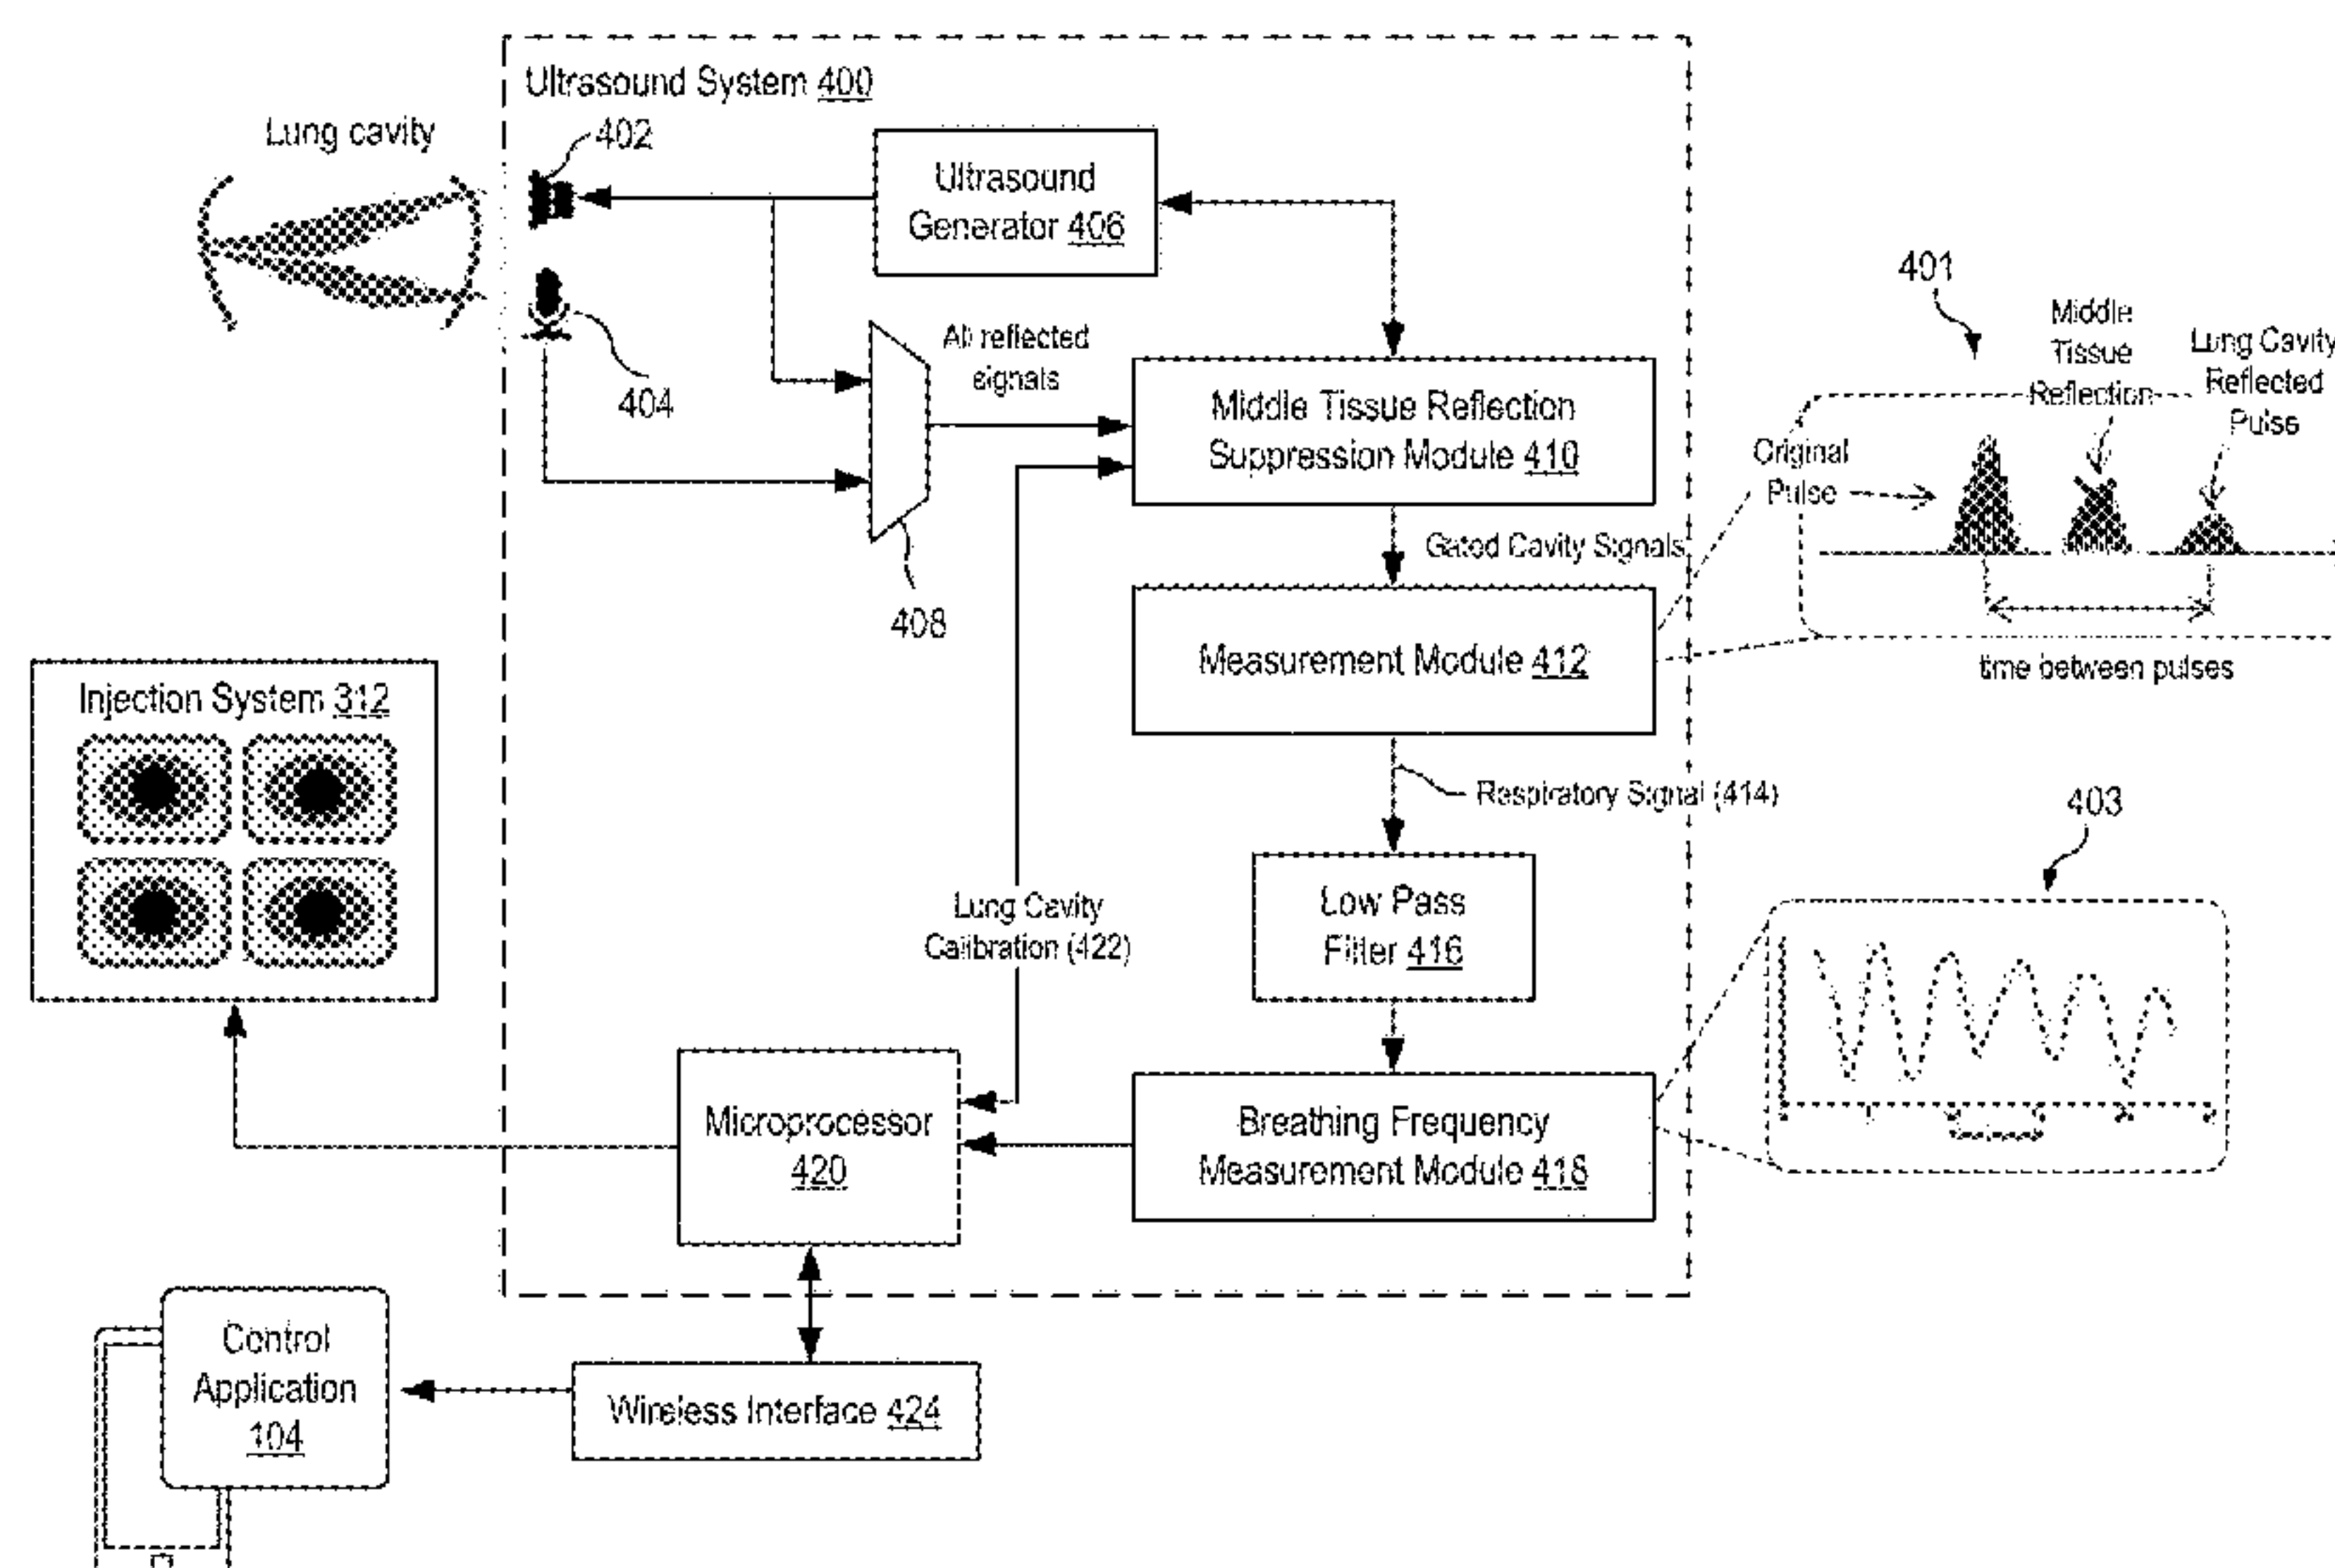 Ultrasound System 400
Lung cavity
402
Ultrasound
Generator 406
404
All reflected
signals
408
Middle Tissue Reflection
Suppression Module 410
Gated Cavity Signals
401
Middle
Tissue
Reflection
Lung Cavity
Reflected
Pulse
Original
Pulse
time between pulses
Measurement Module 412
Injection System 312
Respiratory Signal (414)
403
Low Pass
Filter 416
Lung Cavity
Calibration (422)
Microprocessor
420
Breathing Frequency
Measurement Module 418
Control
Application
104
Wireless Interface 424